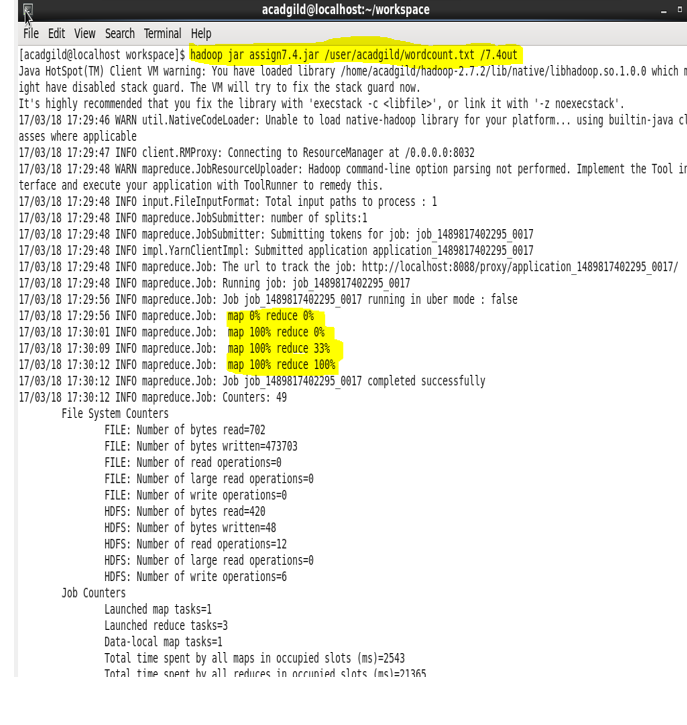 acadgild@localhost:~/workspace
File Edit View Search Terminal Help
[acadgild@localhost workspace]$ hadoop jar assign7.4.jar /user/acadgild/wordcount.txt /7.4out
Java HotSpot(TM) Client VM warning: You have loaded library /home/acadgild/hadoop-2.7.2/lib/native/libhadoop.so.1.0.0 which m
ight have disabled stack guard. The VM will try to fix the stack guard now.
It's highly recommended that you fix the library with 'execstack -c <libfile>', or link it with '-z noexecstack'.
17/03/18 17:29:46 WARN util.NativeCodeLoader: Unable to load native-hadoop library for your platform... using builtin-java cl
asses where applicable
17/03/18 17:29:47 INFO client.RMProxy: Connecting to ResourceManager at /0.0.0.0:8032
17/03/18 17:29:48 WARN mapreduce.JobResourceUploader: Hadoop command-line option parsing not performed. Implement the Tool in
terface and execute your application with ToolRunner to remedy this.
17/03/18 17:29:48 INFO input.FileInputFormat: Total input paths to process : 1
17/03/18 17:29:48 INFO mapreduce.JobSubmitter: number of splits:1
17/03/18 17:29:48 INFO mapreduce.JobSubmitter: Submitting tokens for job: job_1489817402295_0017
17/03/18 17:29:48 INFO impl.YarnClientImpl: Submitted application application_1489817402295_0017
17/03/18 17:29:48 INFO mapreduce.Job: The url to track the job: http://localhost:8088/proxy/application_1489817402295_0017/
17/03/18 17:29:48 INFO mapreduce.Job: Running job: job_1489817402295_0017
17/03/18 17:29:56 INFO mapreduce.Job: Job job_1489817402295_0017 running in uber mode : false
17/03/18 17:29:56 INFO mapreduce.Job: map 0% reduce 0%
17/03/18 17:30:01 INFO mapreduce.Job: map 100% reduce 0%
17/03/18 17:30:09 INFO mapreduce.Job: map 100% reduce 33%
17/03/18 17:30:12 INFO mapreduce.Job: map 100% reduce 100%
17/03/18 17:30:12 INFO mapreduce.Job: Job job_1489817402295_0017 completed successfully
17/03/18 17:30:12 INFO mapreduce.Job: Counters: 49
File System Counters
FILE: Number of bytes read=702
FILE: Number of bytes written=473703
FILE: Number of read operations=0
FILE: Number of large read operations=0
FILE: Number of write operations=0
HDFS: Number of bytes read=420
HDFS: Number of bytes written=48
HDFS: Number of read operations=12
HDFS: Number of large read operations=0
HDFS: Number of write operations=6
Job Counters
Launched map tasks=1
Launched reduce tasks=3
Data-local map tasks=1
Total time spent by all maps in occupied slots (ms)=2543
Total time spent by all reduces in occupied slots (ms)=21365